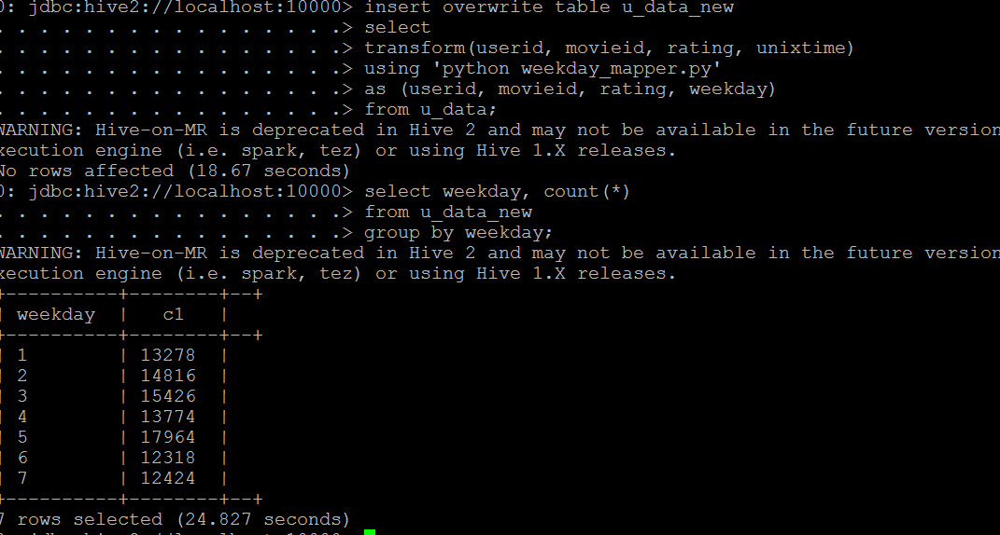 0: jdbc:hive2://localhost:10000> insert overwrite table u_data_new
. . . . . . . . . . . . . . . .> select
. . . . . . . . . . . . . . . .> transform(userid, movieid, rating, unixtime)
. . . . . . . . . . . . . . . .> using 'python weekday_mapper.py'
. . . . . . . . . . . . . . . .> as (userid, movieid, rating, weekday)
. . . . . . . . . . . . . . . .> from u_data;
WARNING: Hive-on-MR is deprecated in Hive 2 and may not be available in the future version
xecution engine (i.e. spark, tez) or using Hive 1.X releases.
No rows affected (18.67 seconds)
0: jdbc:hive2://localhost:10000> select weekday, count(*)
. . . . . . . . . . . . . . . .> from u_data_new
. . . . . . . . . . . . . . . .> group by weekday;
WARNING: Hive-on-MR is deprecated in Hive 2 and may not be available in the future version
xecution engine (i.e. spark, tez) or using Hive 1.X releases.
+----------+--------+--+
| weekday  |   c1   |
+----------+--------+--+
| 1        | 13278  |
| 2        | 14816  |
| 3        | 15426  |
| 4        | 13774  |
| 5        | 17964  |
| 6        | 12318  |
| 7        | 12424  |
+----------+--------+--+
7 rows selected (24.827 seconds)